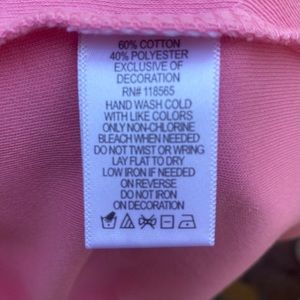 60% COTTON
40% POLYESTER
EXCLUSIVE OF
DECORATION
RN# 118565
HAND WASH COLD
WITH LIKE COLORS
ONLY NON-CHLORINE
BLEACH WHEN NEEDED
DO NOT TWIST OR WRING
LAY FLAT TO DRY
LOW IRON IF NEEDED
ON REVERSE
DO NOT IRON
ON DECORATION